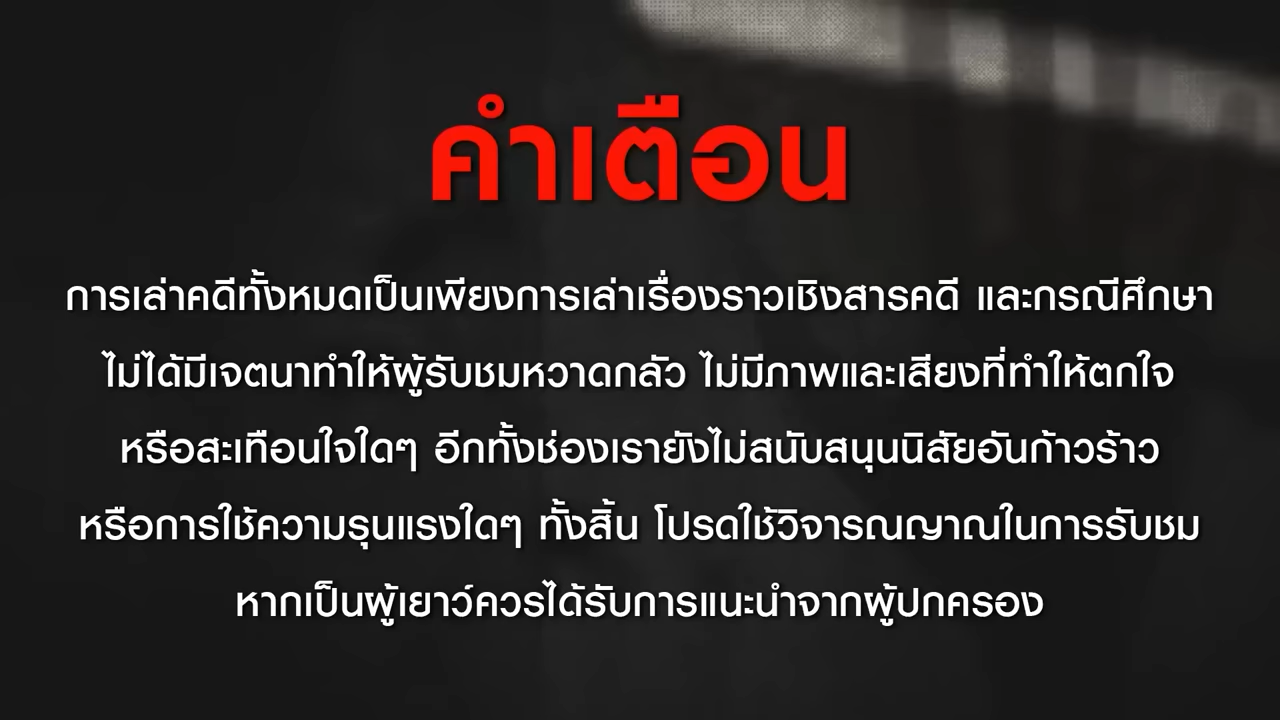 คำเตือน
การเล่าคดีทั้งหมดเป็นเพียงการเล่าเรื่องราวเชิงสารคดี และกรณีศึกษา
ไม่ได้มีเจตนาทำให้ผู้รับชมหวาดกลัว ไม่มีภาพและเสียงที่ทำให้ตกใจ
หรือสะเทือนใจใดๆ อีกทั้งช่องเรายังไม่สนับสนุนนิสัยอันก้าวร้าว
หรือการใช้ความรุนแรงใดๆ ทั้งสิ้น โปรดใช้วิจารณญาณในการรับชม
หากเป็นผู้เยาว์ควรได้รับการแนะนำจากผู้ปกครอง